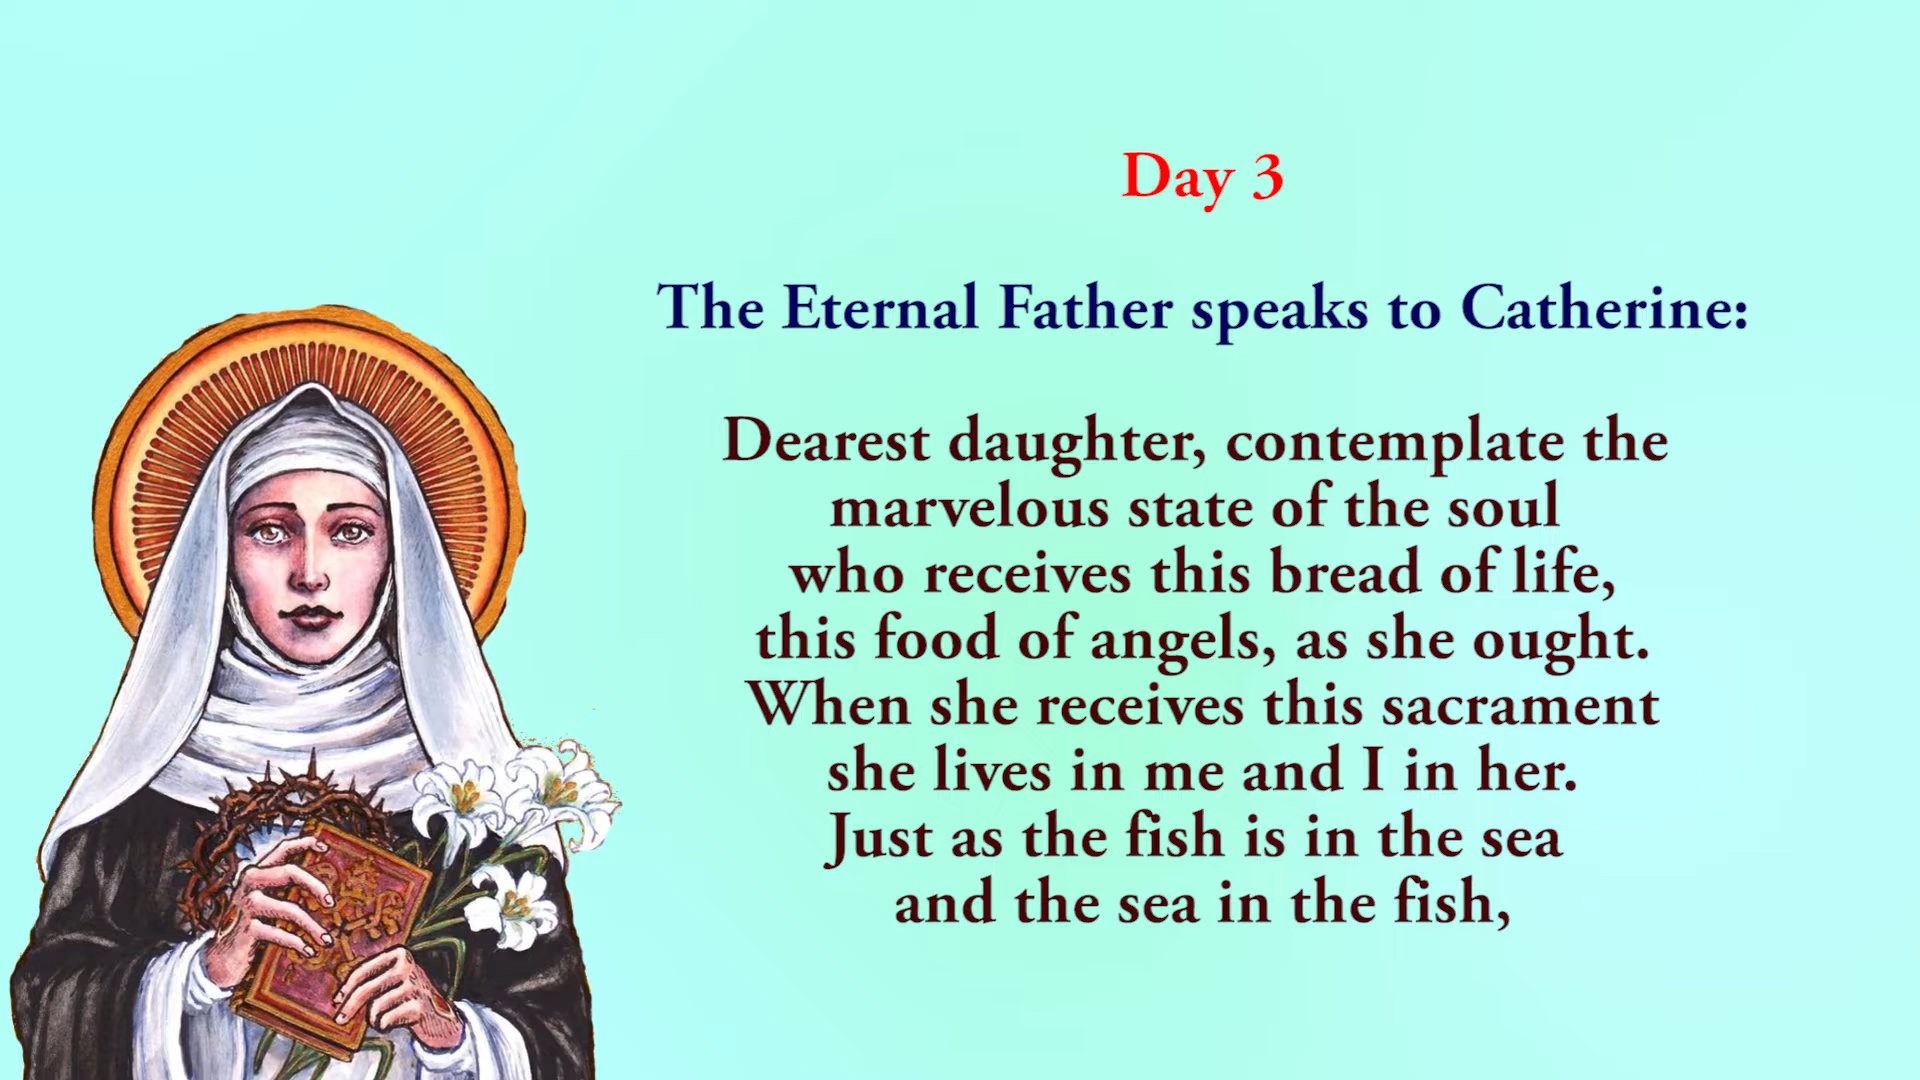 Day 3
The Eternal Father speaks to Catherine:
Dearest daughter, contemplate the
marvelous state of the soul
who receives this bread of life,
this food of angels, as she ought.
When she receives this sacrament
she lives in me and I in her.
Just as the fish is in the sea
and the sea in the fish,